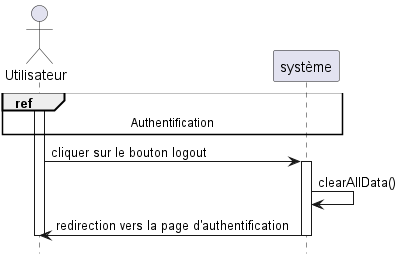 Utilisateur
système
ref
Authentification
cliquer sur le bouton logout
clearAllData()
redirection vers la page d'authentification